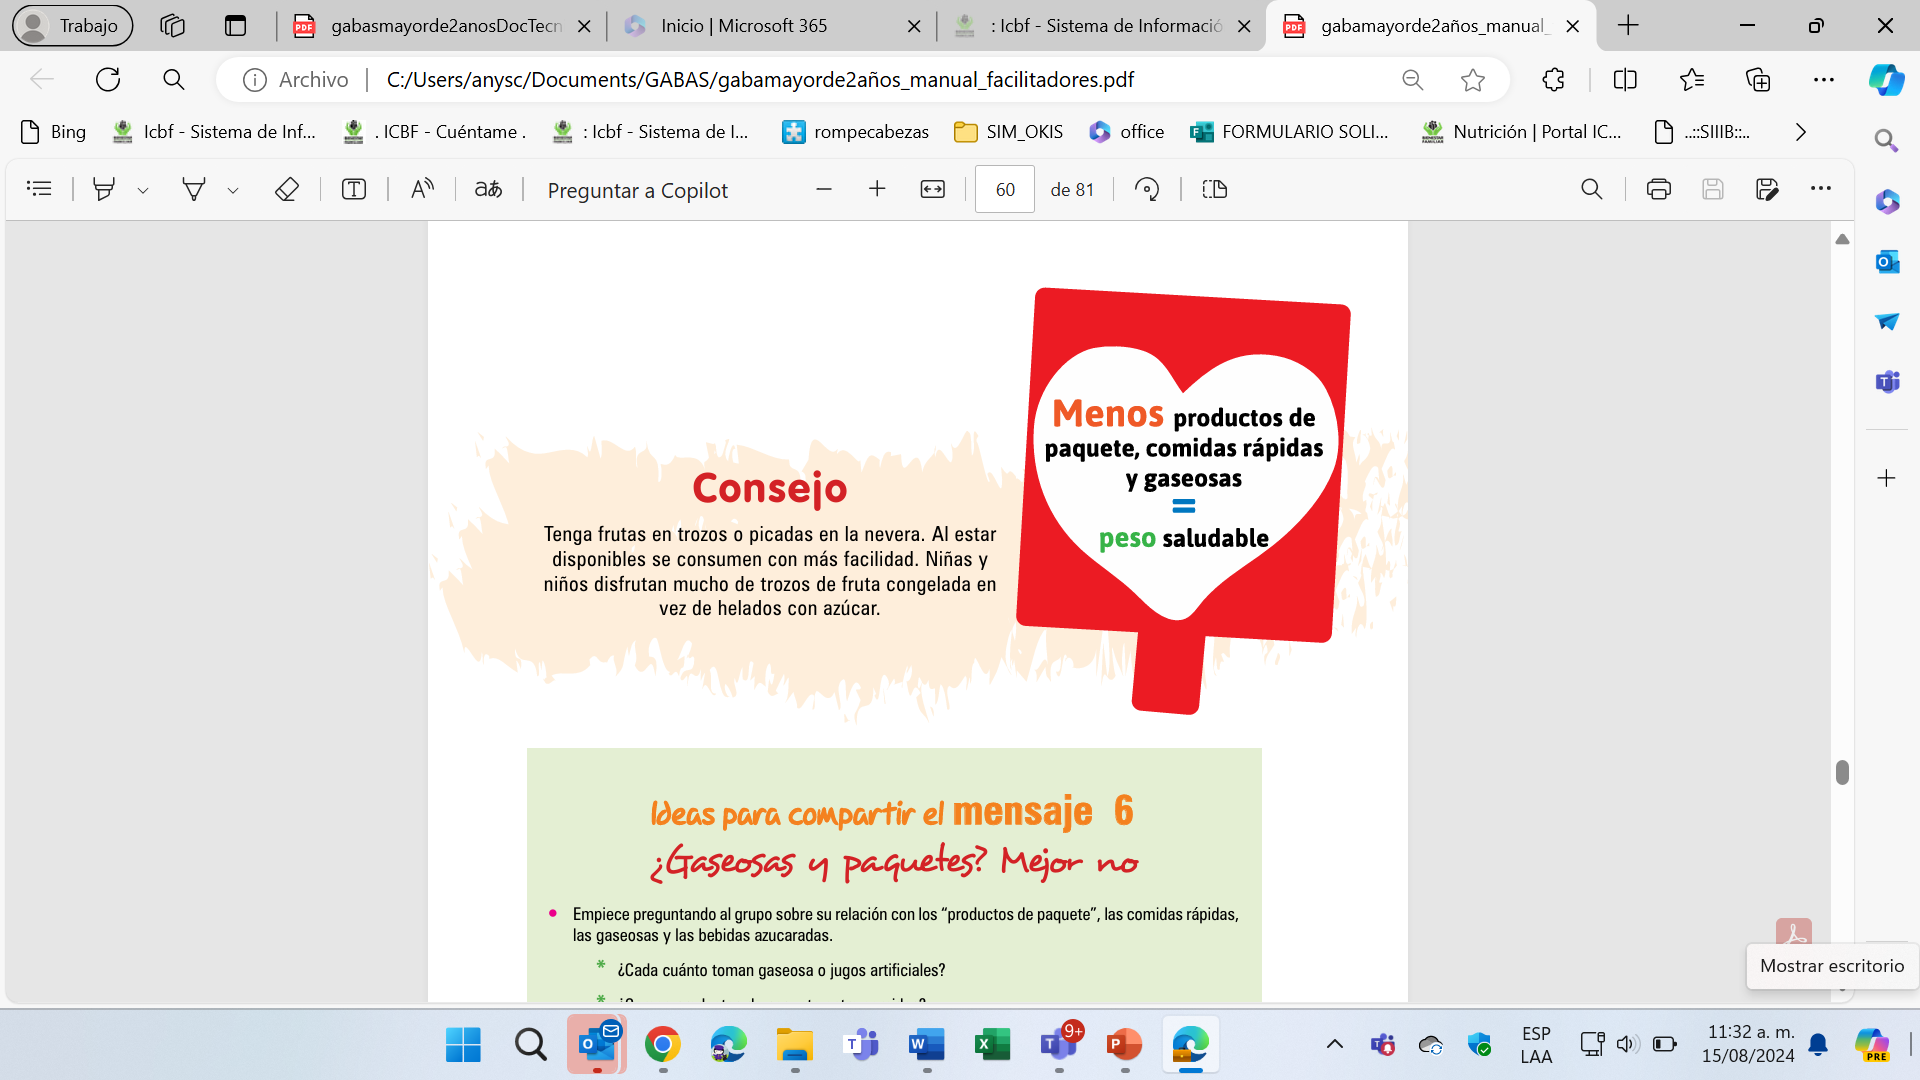 Trabajo
gabasmayorde2anosDocTecn
Inicio | Microsoft 365
: Icbf - Sistema de Informació
gabamayorde2años_manual_
Archivo
C:/Users/anysc/Documents/GABAS/gabamayorde2años_manual_facilitadores.pdf
Bing
Icbf - Sistema de Inf...
. ICBF - Cuéntame .
: Icbf - Sistema de I...
rompecabezas
SIM_OKIS
office
FORMULARIO SOLI...
Nutrición | Portal IC...
..::SIIIB::..
Preguntar a Copilot
60
de 81
Menos productos de
paquete, comidas rápidas
y gaseosas
=
peso saludable
Consejo
Tenga frutas en trozos o picadas en la nevera. Al estar
disponibles se consumen con más facilidad. Niñas y
niños disfrutan mucho de trozos de fruta congelada en
vez de helados con azúcar.
Ideas para compartir el mensaje 6
¿Gaseosas y paquetes? Mejor no
• Empiece preguntando al grupo sobre su relación con los “productos de paquete”, las comidas rápidas,
las gaseosas y las bebidas azucaradas.
* ¿Cada cuánto toman gaseosa o jugos artificiales?
Mostrar escritorio
9+
ESP
LAA
11:32 a. m.
15/08/2024
PRE